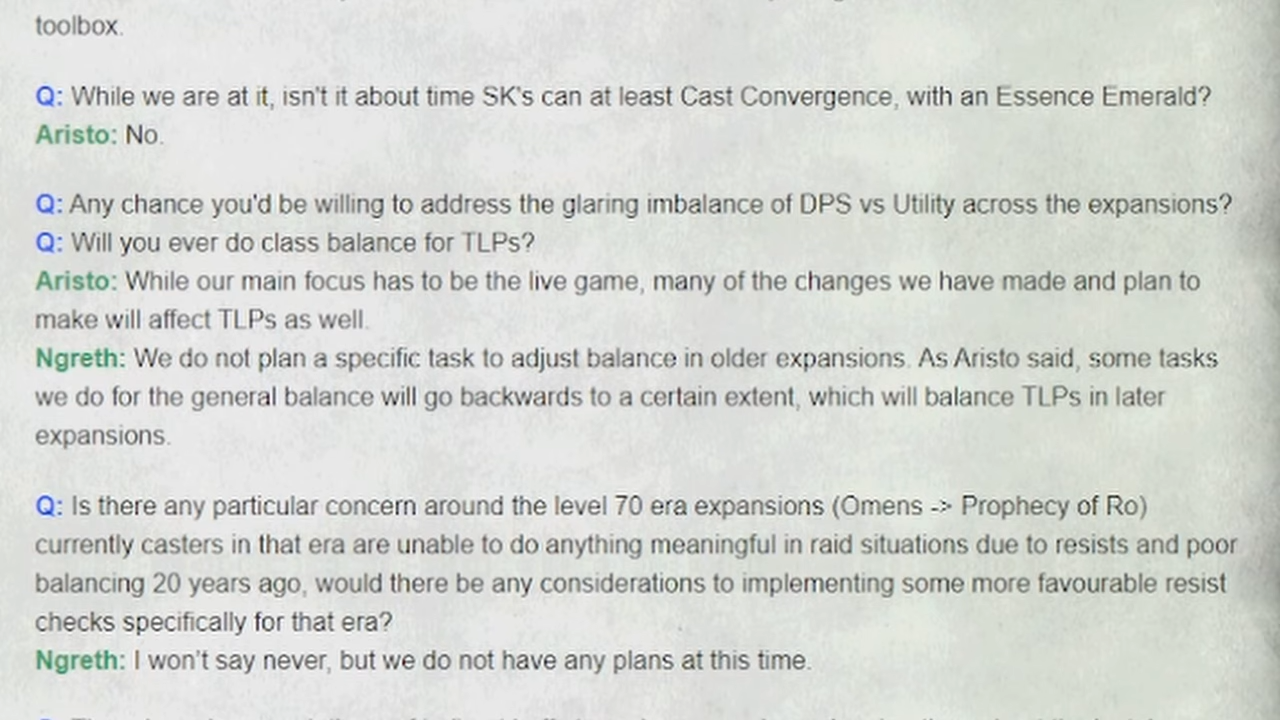 toolbox.
Q: While we are at it, isn't it about time SK's can at least Cast Convergence, with an Essence Emerald?
Aristo: No.
Q: Any chance you'd be willing to address the glaring imbalance of DPS vs Utility across the expansions?
Q: Will you ever do class balance for TLPs?
Aristo: While our main focus has to be the live game, many of the changes we have made and plan to
make will affect TLPs as well.
Ngreth: We do not plan a specific task to adjust balance in older expansions. As Aristo said, some tasks
we do for the general balance will go backwards to a certain extent, which will balance TLPs in later
expansions.
Q: Is there any particular concern around the level 70 era expansions (Omens -> Prophecy of Ro)
currently casters in that era are unable to do anything meaningful in raid situations due to resists and poor
balancing 20 years ago, would there be any considerations to implementing some more favourable resist
checks specifically for that era?
Ngreth: I won't say never, but we do not have any plans at this time.